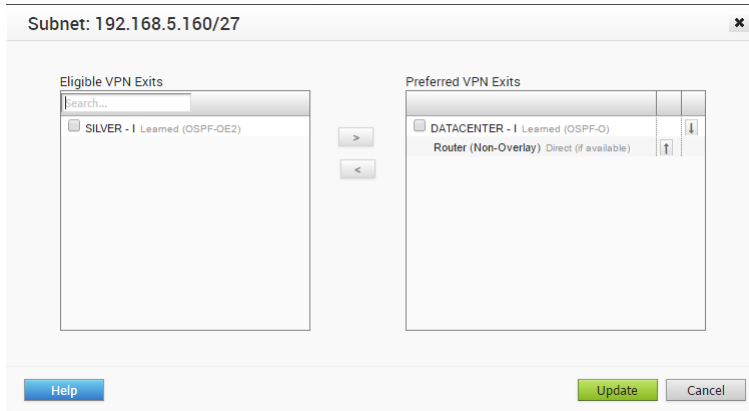 Subnet: 192.168.5.160/27
Eligible VPN Exits
Search...
SILVER - I Learned (OSPF-OE2)
>
<
Preferred VPN Exits
DATACENTER - I Learned (OSPF-O)
Router (Non-Overlay) Direct (if available)
Help
Update
Cancel